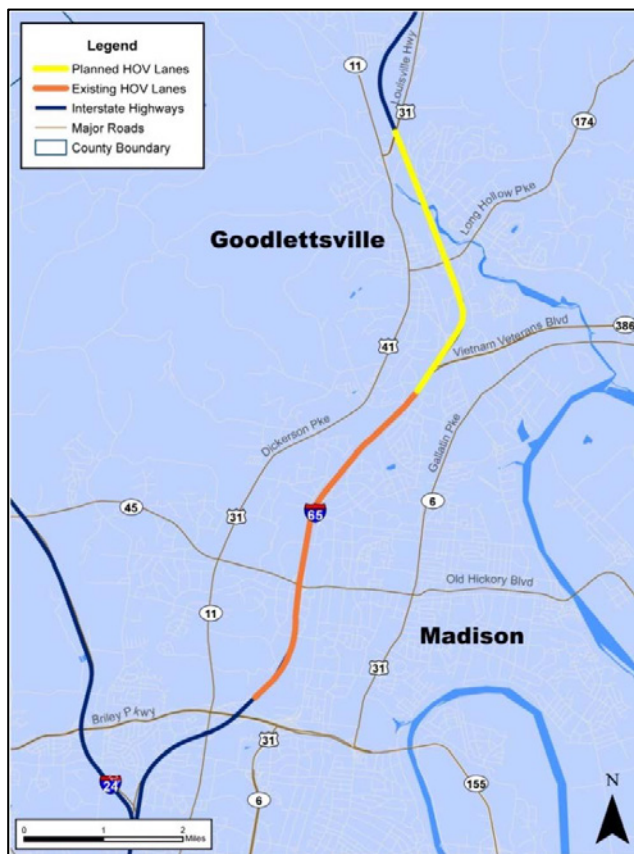 Legend
Planned HOV Lanes
Existing HOV Lanes
Interstate Highways
Major Roads
County Boundary
11
Louisville Hwy
31
174
Long Hollow Pke
Goodlettsville
Vietnam Veterans Blvd
386
41
Dickerson Pke
Gallatin Pke
45
31
65
6
Old Hickory Blvd
11
Madison
31
Briley Pkwy
31
24
6
155
N
0 1 2
Miles